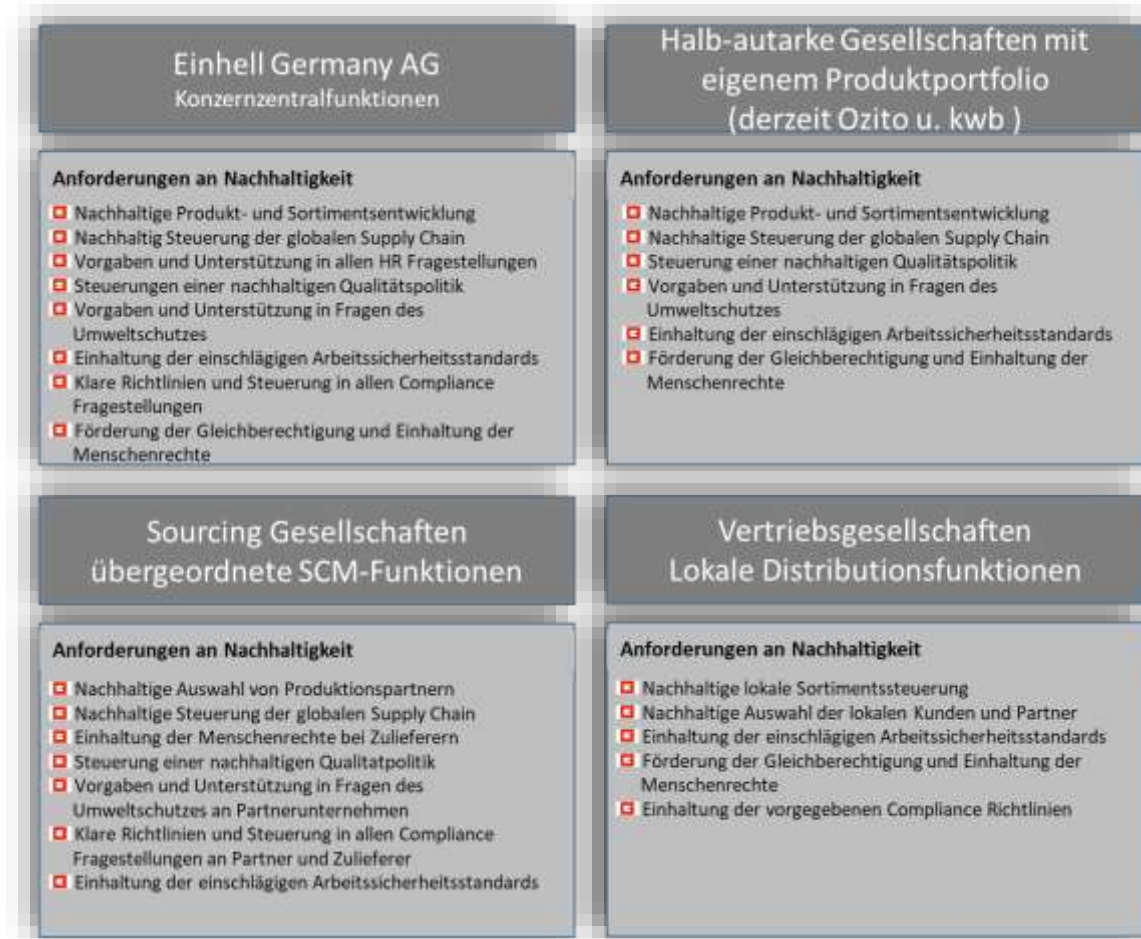 Einhell Germany AG
Konzernzentralfunktionen
Anforderungen an Nachhaltigkeit
Nachhaltige Produkt- und Sortimentsentwicklung
Nachhaltig Steuerung der globalen Supply Chain
Vorgaben und Unterstützung in allen HR Fragestellungen
Steuerungen einer nachhaltigen Qualitätspolitik
Vorgaben und Unterstützung in Fragen des
Umweltschutzes
Einhaltung der einschlägigen Arbeitssicherheitsstandards
Klare Richtlinien und Steuerung in allen Compliance
Fragestellungen
Förderung der Gleichberechtigung und Einhaltung der
Menschenrechte
Halb-autarke Gesellschaften mit
eigenem Produktportfolio
(derzeit Ozito u. kwb )
Anforderungen an Nachhaltigkeit
Nachhaltige Produkt- und Sortimentsentwicklung
Nachhaltige Steuerung der globalen Supply Chain
Steuerung einer nachhaltigen Qualitätspolitik
Vorgaben und Unterstützung in Fragen des
Umweltschutzes
Einhaltung der einschlägigen Arbeitssicherheitsstandards
Förderung der Gleichberechtigung und Einhaltung der
Menschenrechte
Sourcing Gesellschaften
übergeordnete SCM-Funktionen
Anforderungen an Nachhaltigkeit
Nachhaltige Auswahl von Produktionspartnern
Nachhaltige Steuerung der globalen Supply Chain
Einhaltung der Menschenrechte bei Zulieferern
Steuerung einer nachhaltigen Qualitatpolitik
Vorgaben und Unterstützung in Fragen des
Umweltschutzes an Partnerunternehmen
Klare Richtlinien und Steuerung in allen Compliance
Fragestellungen an Partner und Zulieferer
Einhaltung der einschlägigen Arbeitssicherheitsstandards
Vertriebsgesellschaften
Lokale Distributionsfunktionen
Anforderungen an Nachhaltigkeit
Nachhaltige lokale Sortimentssteuerung
Nachhaltige Auswahl der lokalen Kunden und Partner
Einhaltung der einschlägigen Arbeitssicherheitsstandards
Förderung der Gleichberechtigung und Einhaltung der
Menschenrechte
Einhaltung der vorgegebenen Compliance Richtlinien